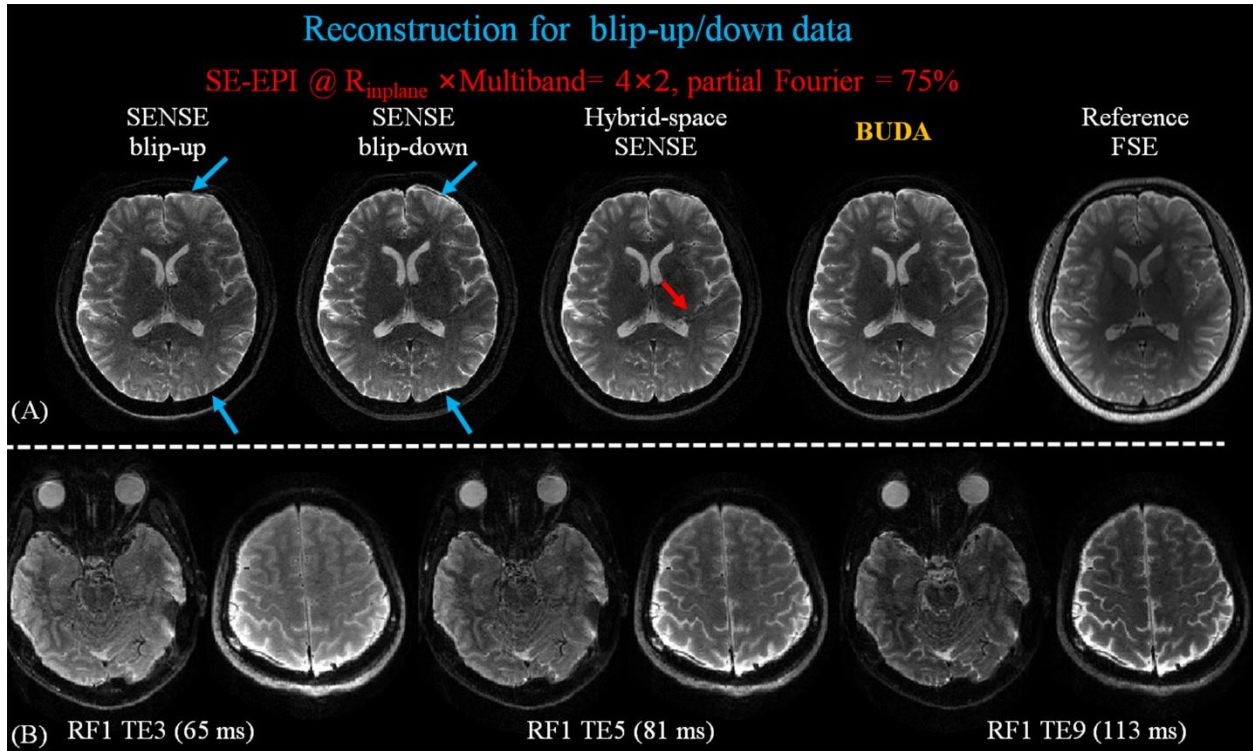 Reconstruction for blip-up/down data
SE-EPI @ Rinplane ×Multiband= 4×2, partial Fourier = 75%
SENSE
blip-up
SENSE
blip-down
Hybrid-space
SENSE
BUDA
Reference
FSE
(A)
(B)
RF1 TE3 (65 ms)
RF1 TE5 (81 ms)
RF1 TE9 (113 ms)